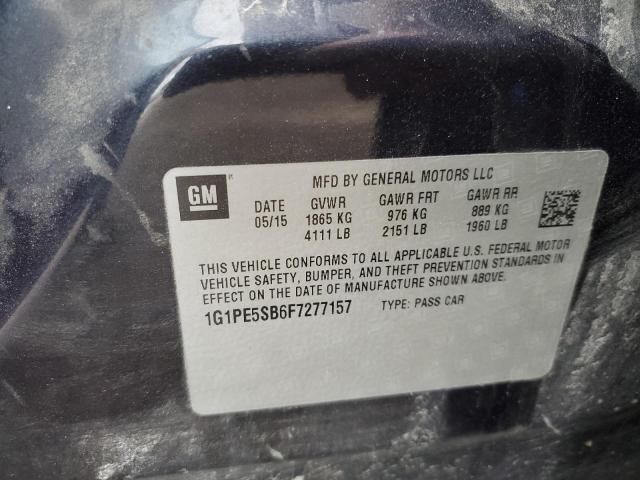 GM
MFD BY GENERAL MOTORS LLC
DATE GVWR GAWR FRT GAWR RR
05/15 1865 KG 976 KG 889 KG
4111 LB 2151 LB 1960 LB
THIS VEHICLE CONFORMS TO ALL APPLICABLE U.S. FEDERAL MOTOR
VEHICLE SAFETY, BUMPER, AND THEFT PREVENTION STANDARDS IN
EFFECT ON THE DATE OF MANUFACTURE SHOWN ABOVE.
1G1PE5SB6F7277157 TYPE: PASS CAR